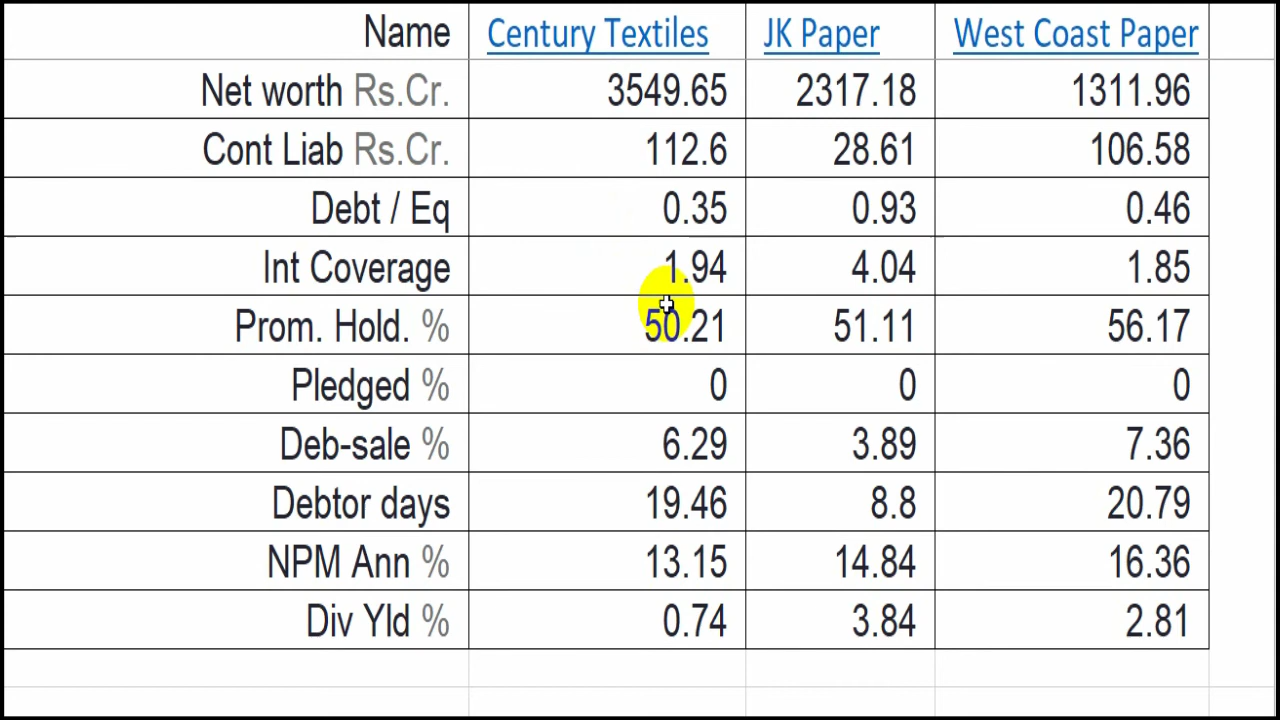 Name Century Textiles JK Paper West Coast Paper
Net worth Rs.Cr. 3549.65 2317.18 1311.96
Cont Liab Rs.Cr. 112.6 28.61 106.58
Debt / Eq 0.35 0.93 0.46
Int Coverage 1.94 4.04 1.85
Prom. Hold. % 50.21 51.11 56.17
Pledged % 0 0 0
Deb-sale % 6.29 3.89 7.36
Debtor days 19.46 8.8 20.79
NPM Ann % 13.15 14.84 16.36
Div Yld % 0.74 3.84 2.81